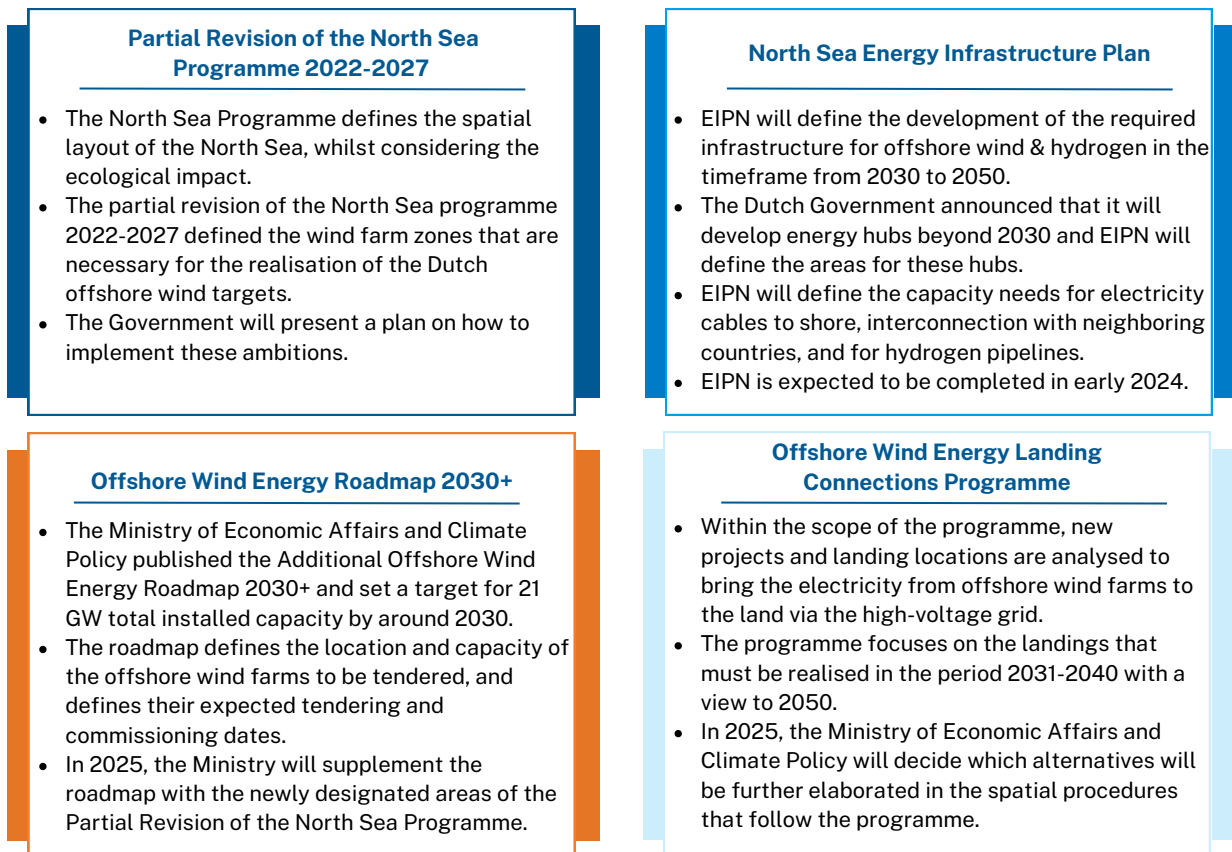 Partial Revision of the North Sea
Programme 2022-2027
• The North Sea Programme defines the spatial
layout of the North Sea, whilst considering the
ecological impact.
• The partial revision of the North Sea programme
2022-2027 defined the wind farm zones that are
necessary for the realisation of the Dutch
offshore wind targets.
• The Government will present a plan on how to
implement these ambitions.
North Sea Energy Infrastructure Plan
• EIPN will define the development of the required
infrastructure for offshore wind & hydrogen in the
timeframe from 2030 to 2050.
• The Dutch Government announced that it will
develop energy hubs beyond 2030 and EIPN will
define the areas for these hubs.
• EIPN will define the capacity needs for electricity
cables to shore, interconnection with neighboring
countries, and for hydrogen pipelines.
• EIPN is expected to be completed in early 2024.
Offshore Wind Energy Roadmap 2030+
• The Ministry of Economic Affairs and Climate
Policy published the Additional Offshore Wind
Energy Roadmap 2030+ and set a target for 21
GW total installed capacity by around 2030.
• The roadmap defines the location and capacity of
the offshore wind farms to be tendered, and
defines their expected tendering and
commissioning dates.
• In 2025, the Ministry will supplement the
roadmap with the newly designated areas of the
Partial Revision of the North Sea Programme.
Offshore Wind Energy Landing
Connections Programme
• Within the scope of the programme, new
projects and landing locations are analysed to
bring the electricity from offshore wind farms to
the land via the high-voltage grid.
• The programme focuses on the landings that
must be realised in the period 2031-2040 with a
view to 2050.
• In 2025, the Ministry of Economic Affairs and
Climate Policy will decide which alternatives will
be further elaborated in the spatial procedures
that follow the programme.